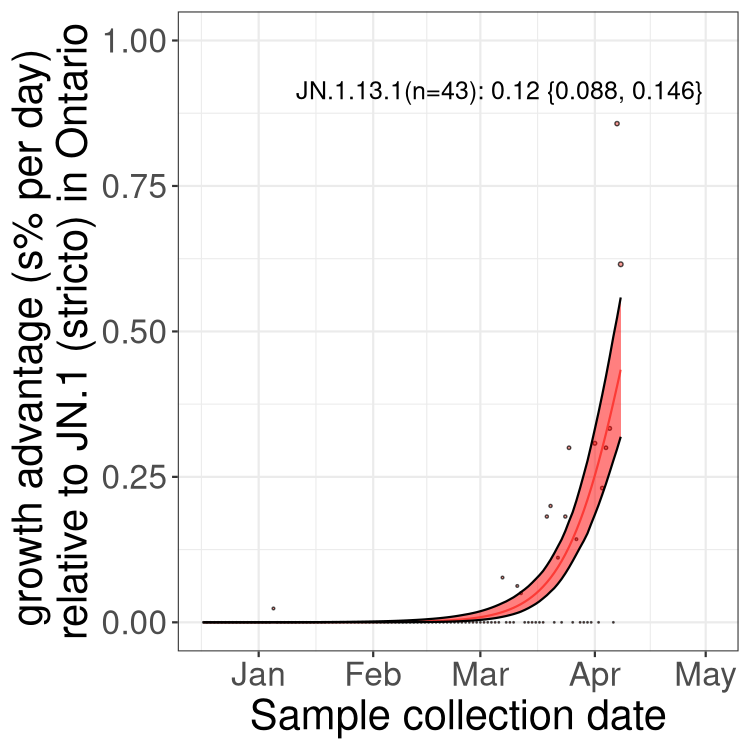 growth advantage (s% per day)
relative to JN.1 (stricto) in Ontario
1.00
JN.1.13.1(n=43): 0.12 {0.088, 0.146}
0.75
0.50
0.25
0.00
Jan Feb Mar Apr May
Sample collection date